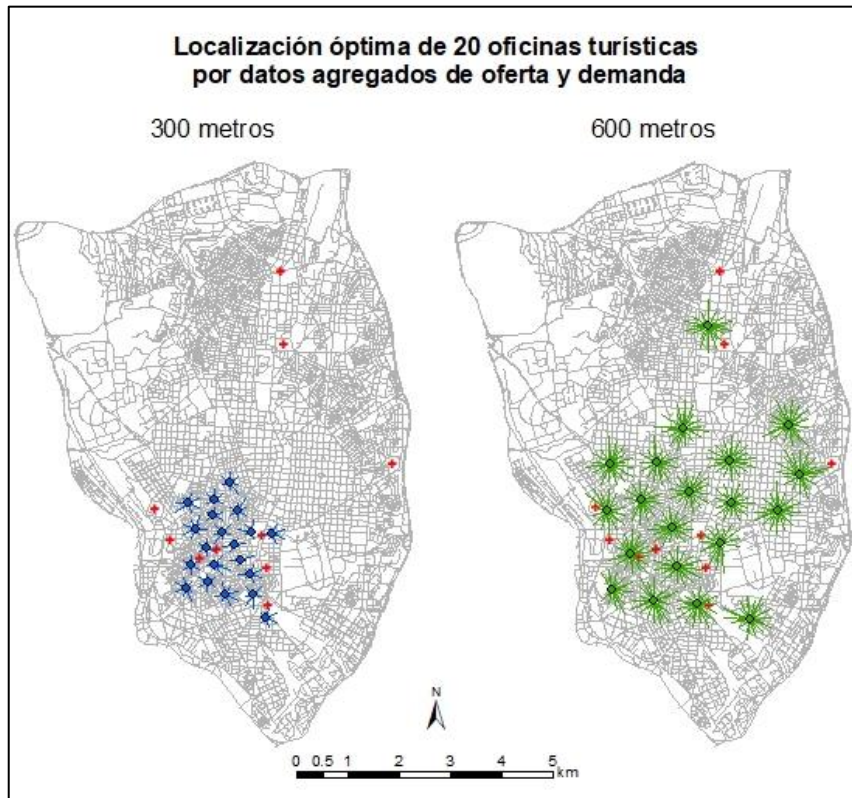 Localización óptima de 20 oficinas turísticas
por datos agregados de oferta y demanda
300 metros
600 metros
N
0 0.5 1 2 3 4 5
km